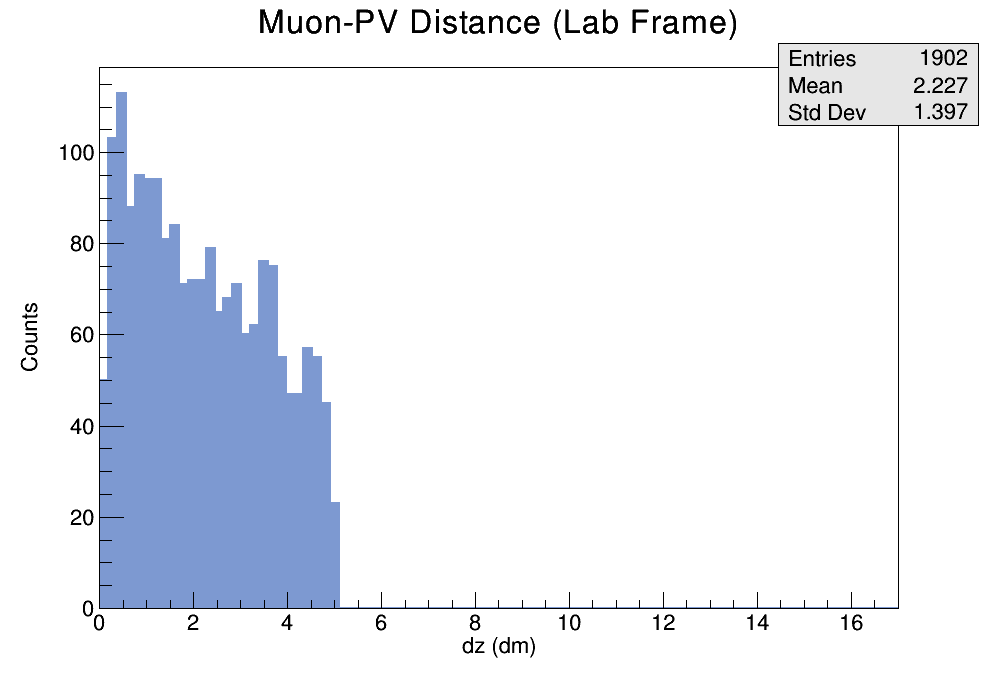 Muon-PV Distance (Lab Frame)
Entries 1902
Mean 2.227
Std Dev 1.397
100
80
60
40
20
0
Counts
0 2 4 6 8 10 12 14 16
dz (dm)